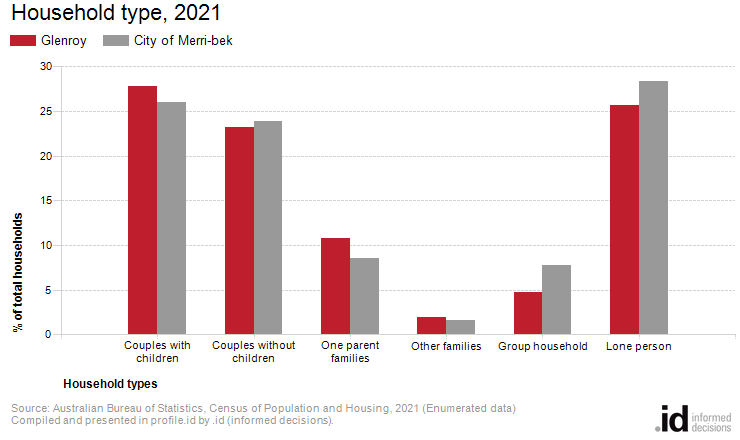 Household type, 2021
Glenroy
City of Merri-bek
30
25
20
15
10
5
0
% of total households
Couples with
children
Couples without
children
One parent
families
Other families
Group household
Lone person
Household types
Source: Australian Bureau of Statistics, Census of Population and Housing, 2021 (Enumerated data)
Compiled and presented in profile.id by .id (informed decisions).
.id informed
decisions